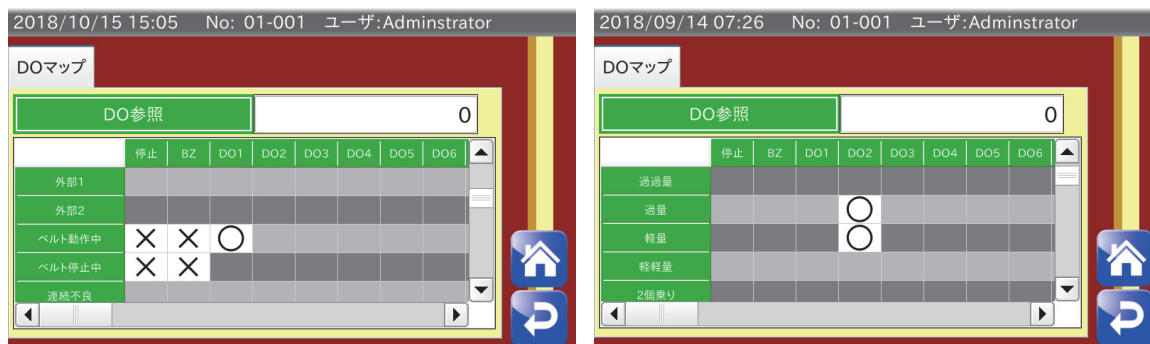 2018/10/15 15:05 No: 01-001 ユーザ:Adminstrator
DOマップ
DO参照 0
停止 BZ DO1 DO2 DO3 DO4 DO5 DO6
外部1
外部2
ベルト動作中 × × ○
ベルト停止中 × ×
連続不良
2018/09/14 07:26 No: 01-001 ユーザ:Adminstrator
DOマップ
DO参照 0
停止 BZ DO1 DO2 DO3 DO4 DO5 DO6
過過量
過量 ○
軽量 ○
軽軽量
2個乗り